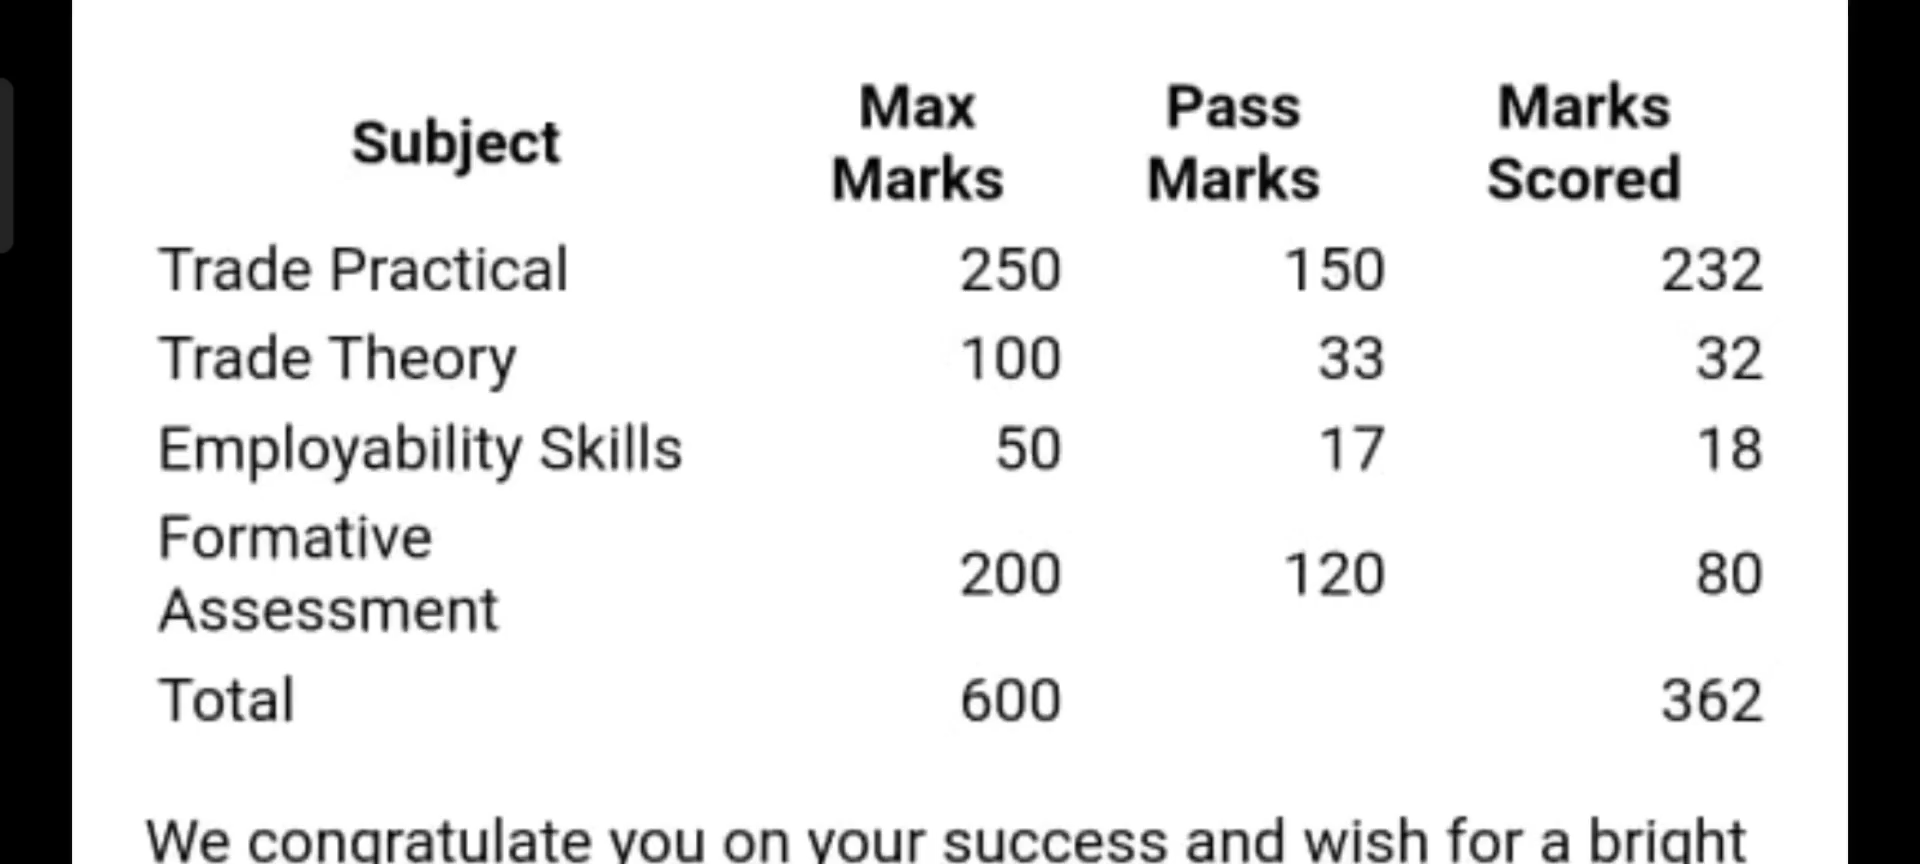 Subject Max Marks Pass Marks Marks Scored
Trade Practical 250 150 232
Trade Theory 100 33 32
Employability Skills 50 17 18
Formative Assessment 200 120 80
Total 600 362
We congratulate you on your success and wish for a bright